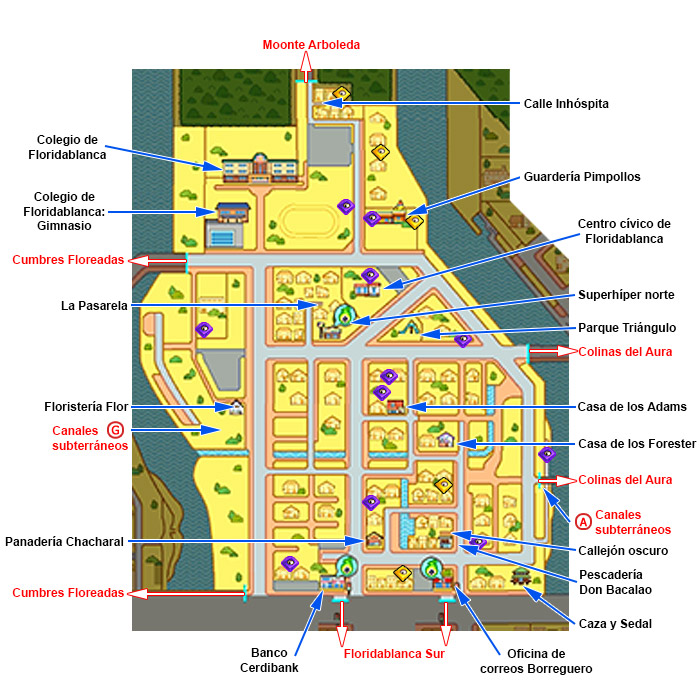 Moonte Arboleda
Calle Inhóspita
Colegio de
Floridablanca
Guardería Pimpollos
Colegio de
Floridablanca:
Gimnasio
Centro cívico de
Floridablanca
Cumbres Floreadas
Superhíper norte
La Pasarela
Parque Triángulo
Colinas del Aura
Floristería Flor
Casa de los Adams
Canales G
subterráneos
Casa de los Forester
Colinas del Aura
A Canales
subterráneos
Panadería Chacharal
Callejón oscuro
Pescadería
Don Bacalao
Cumbres Floreadas
Caza y Sedal
Banco
Cerdibank
Floridablanca Sur
Oficina de
correos Borreguero